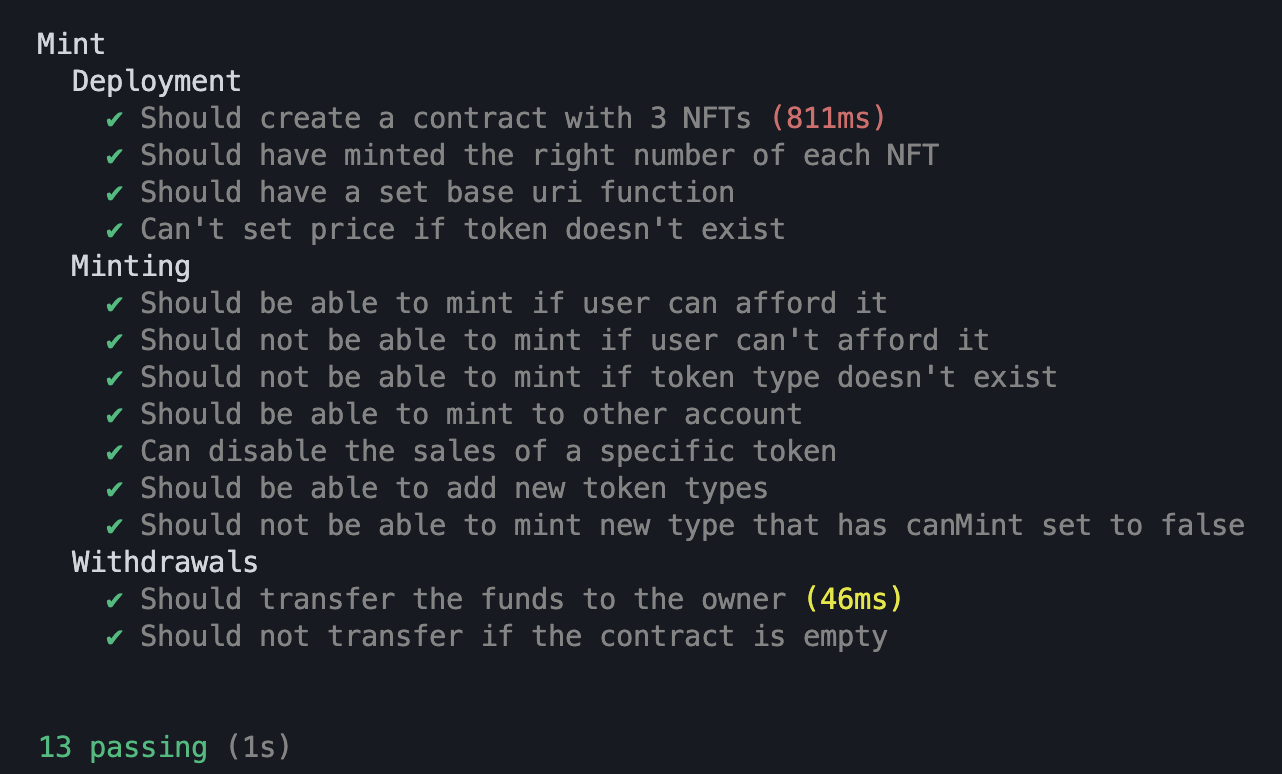 Mint
Deployment
✔ Should create a contract with 3 NFTs (811ms)
✔ Should have minted the right number of each NFT
✔ Should have a set base uri function
✔ Can't set price if token doesn't exist
Minting
✔ Should be able to mint if user can afford it
✔ Should not be able to mint if user can't afford it
✔ Should not be able to mint if token type doesn't exist
✔ Should be able to mint to other account
✔ Can disable the sales of a specific token
✔ Should be able to add new token types
✔ Should not be able to mint new type that has canMint set to false
Withdrawals
✔ Should transfer the funds to the owner (46ms)
✔ Should not transfer if the contract is empty
13 passing (1s)